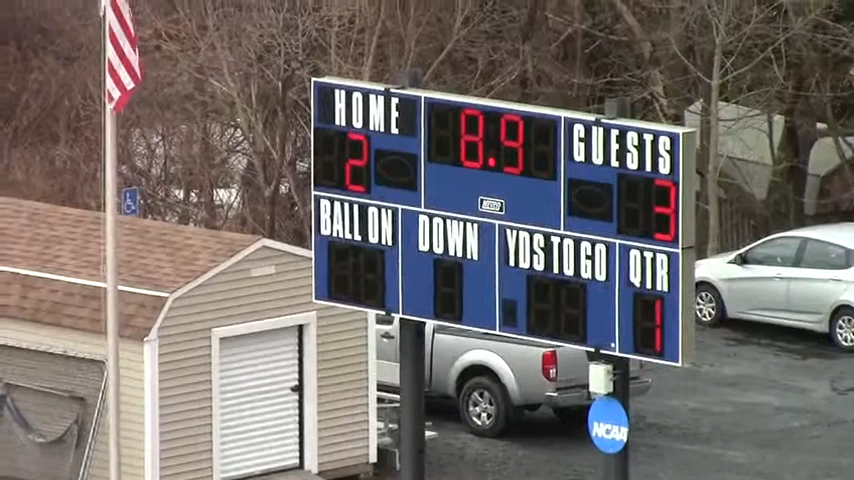 HOME
8.9
GUESTS
2
3
BALL ON
DOWN
YDS TO GO
QTR
1
NCAA